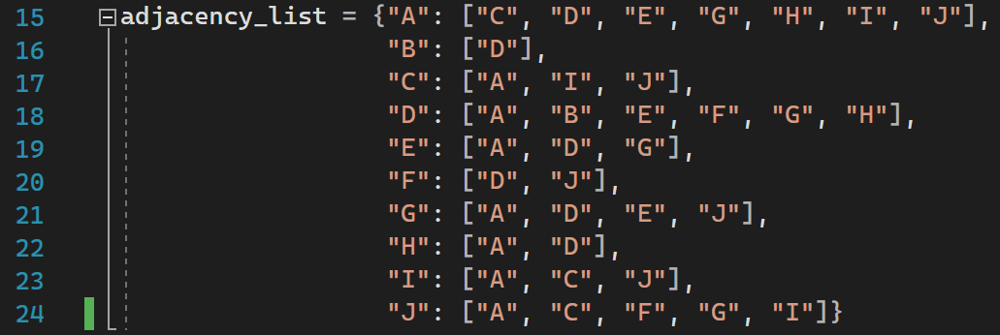 15 adjacency_list = {"A": ["C", "D", "E", "G", "H", "I", "J"],
16 "B": ["D"],
17 "C": ["A", "I", "J"],
18 "D": ["A", "B", "E", "F", "G", "H"],
19 "E": ["A", "D", "G"],
20 "F": ["D", "J"],
21 "G": ["A", "D", "E", "J"],
22 "H": ["A", "D"],
23 "I": ["A", "C", "J"],
24 "J": ["A", "C", "F", "G", "I"]}